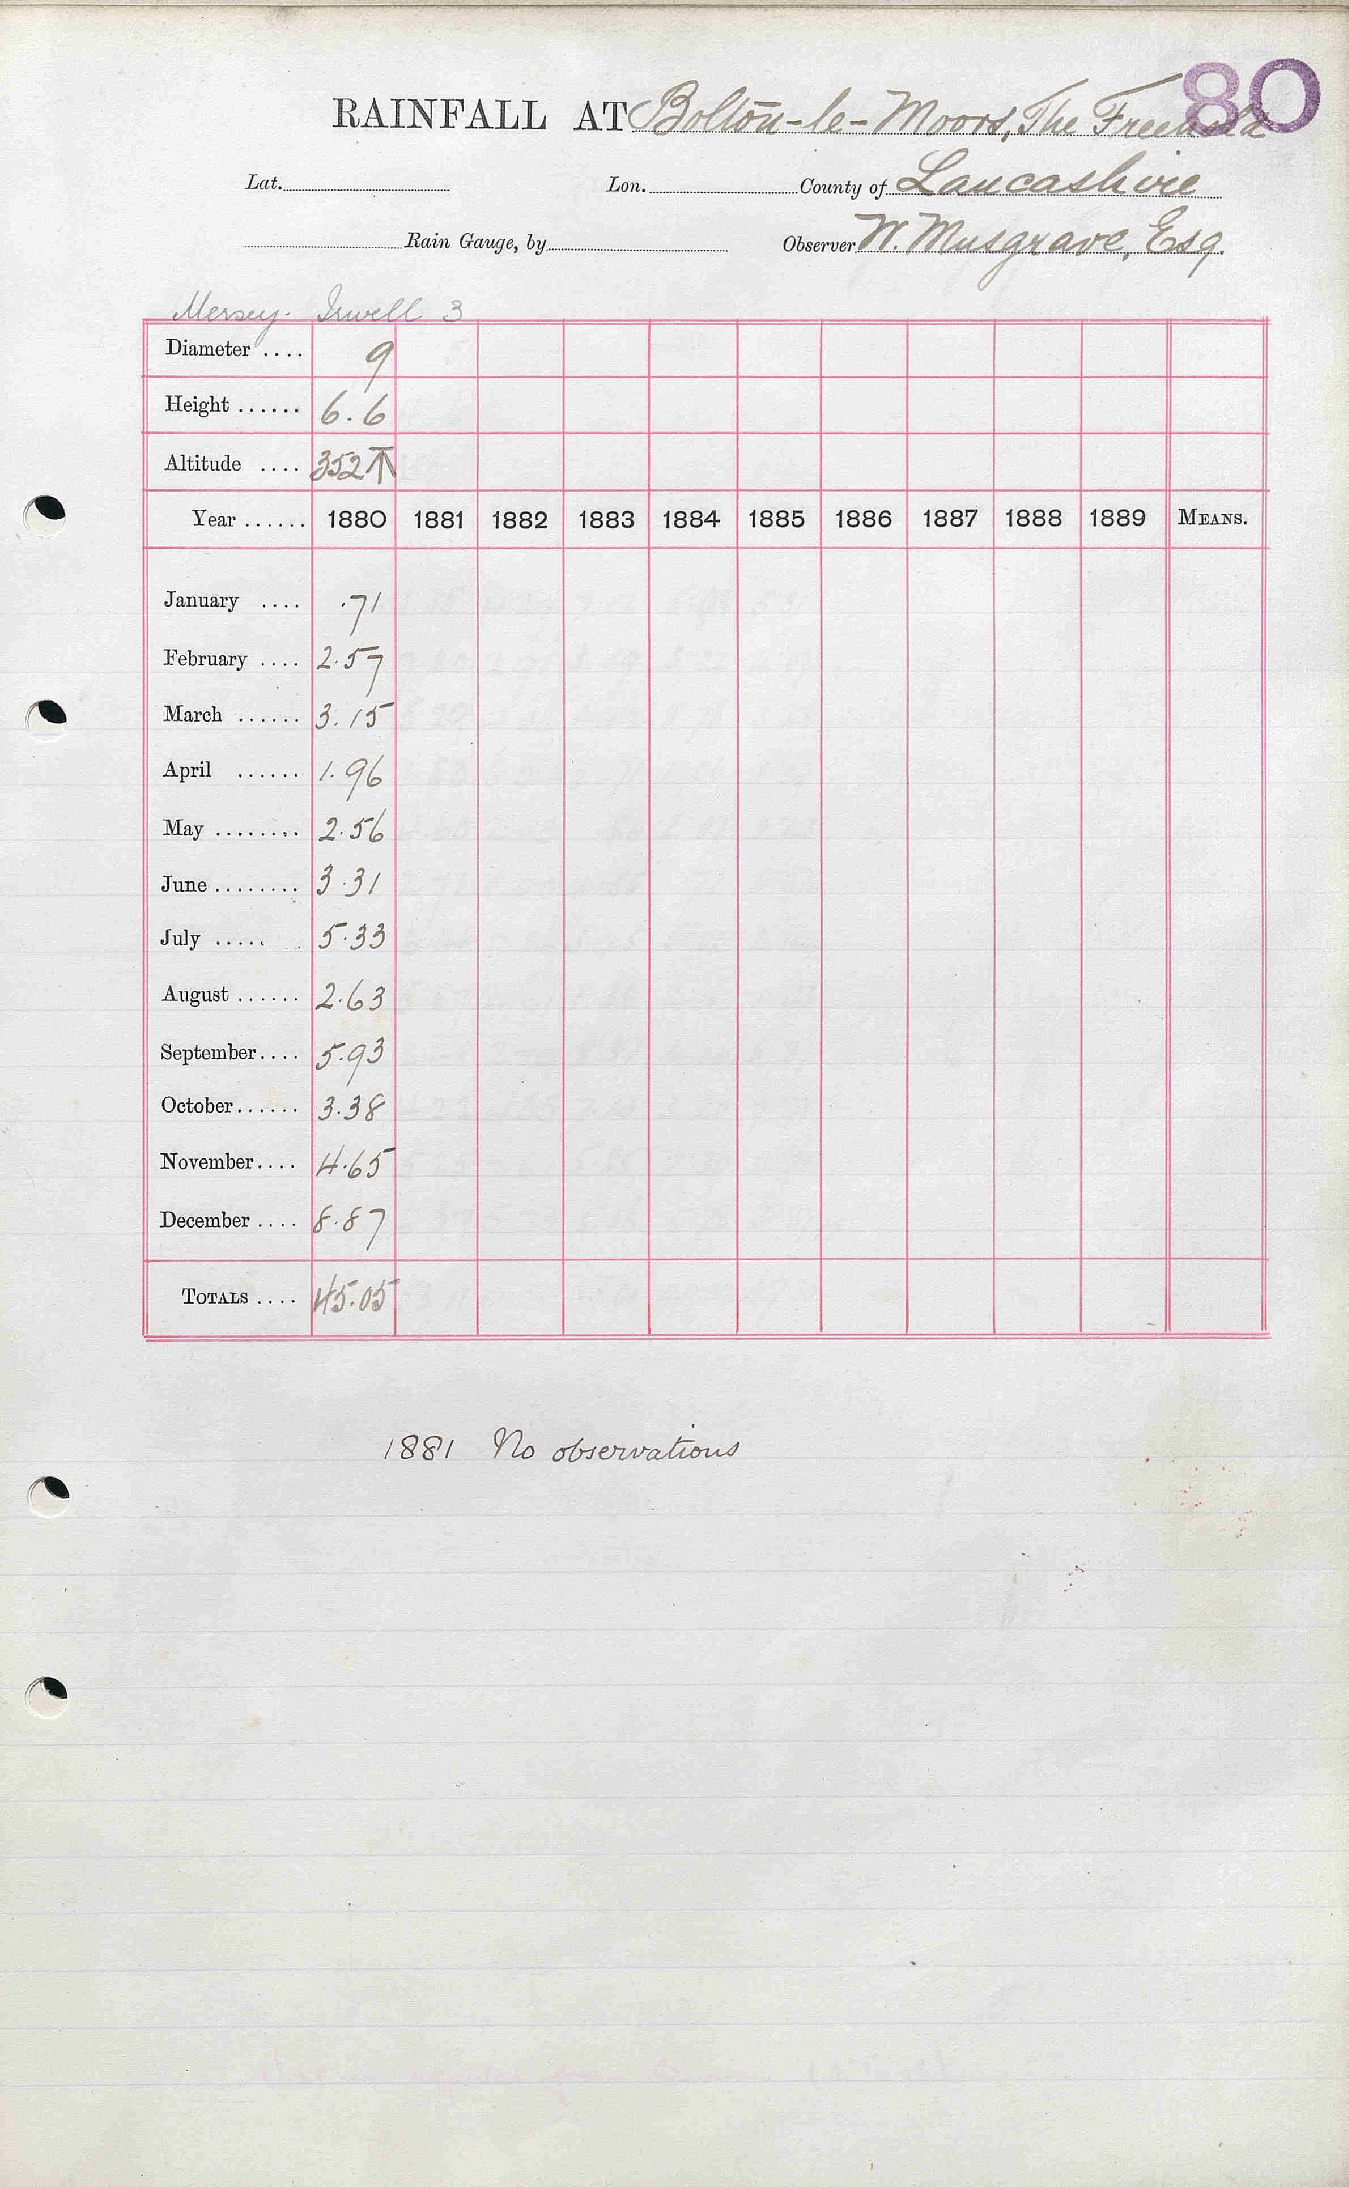 80
RAINFALL AT Bolton-le-Moors, The Freehold
Lat. Lon. County of Lancashire
Rain Gauge, by Observer W. Musgrave, Esq.
Mersey. Irwell 3
Diameter .... 9
Height ...... 6.6
Altitude .... 352 T
Year ...... 1880 1881 1882 1883 1884 1885 1886 1887 1888 1889 MEANS.
January .... .71
February .... 2.57
March ...... 3.15
April ...... 1.96
May ........ 2.56
June ........ 3.31
July ..... 5.33
August ...... 2.63
September.... 5.93
October...... 3.38
November.... 4.65
December .... 8.87
TOTALS .... 45.05
1881 No observations